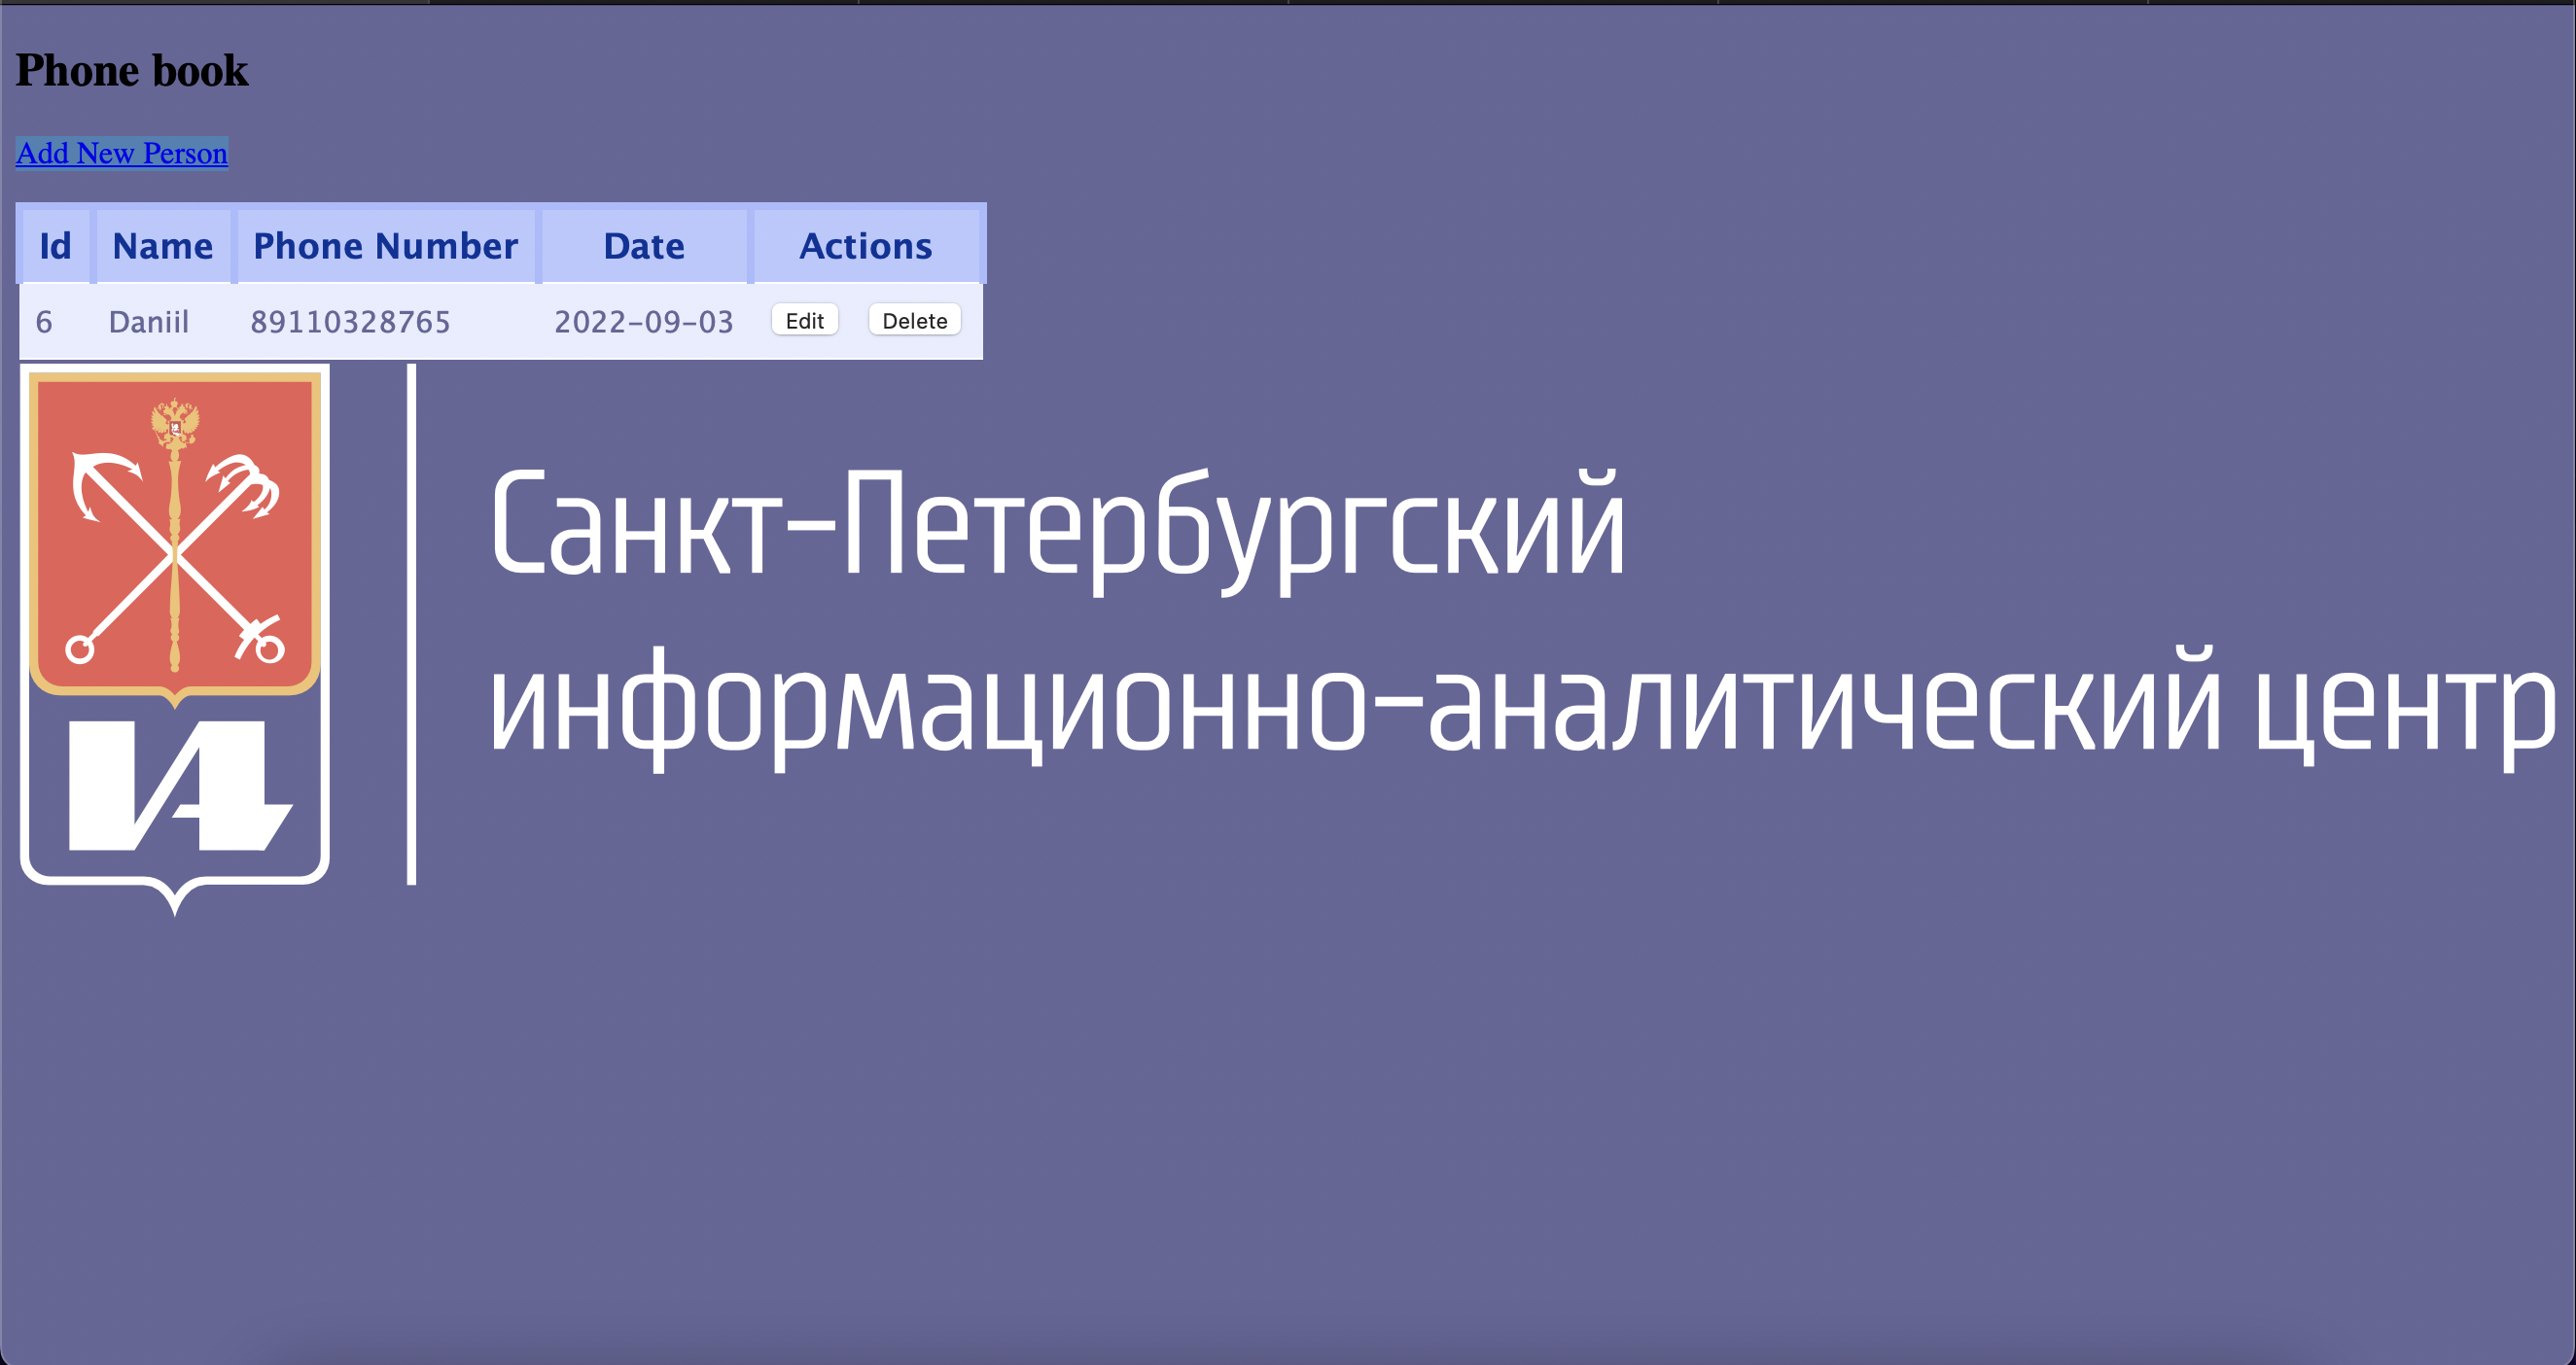 Phone book
Add New Person
Id Name Phone Number Date Actions
6 Daniil 89110328765 2022-09-03 Edit Delete
Санкт-Петербургский
информационно-аналитический центр
ИАЦ